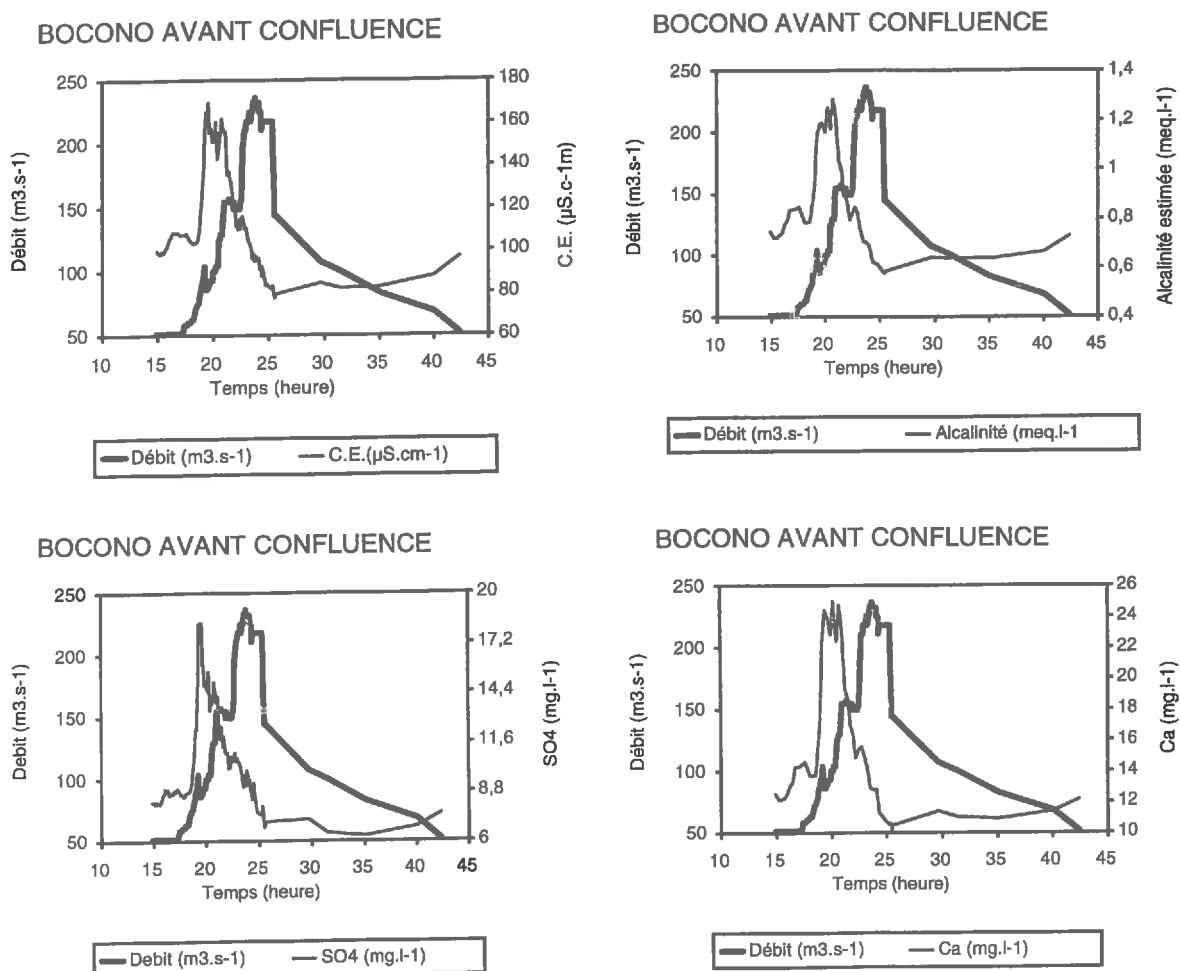 BOCONO AVANT CONFLUENCE
250
200
150
100
50
Débit (m3.s-1)
180
160
140
120
100
80
60
C.E. (µS.c-1m)
10 15 20 25 30 35 40 45
Temps (heure)
Débit (m3.s-1) C.E.(µS.cm-1)
BOCONO AVANT CONFLUENCE
250
200
150
100
50
Débit (m3.s-1)
1,4
1,2
1
0,8
0,6
0,4
Alcalinité estimée (meq.l-1)
10 15 20 25 30 35 40 45
Temps (heure)
Débit (m3.s-1) Alcalinité (meq.l-1
BOCONO AVANT CONFLUENCE
250
200
150
100
50
Debit (m3.s-1)
20
17,2
14,4
11,6
8,8
6
SO4 (mg.l-1)
10 15 20 25 30 35 40 45
Temps (heure)
Debit (m3.s-1) SO4 (mg.l-1)
BOCONO AVANT CONFLUENCE
250
200
150
100
50
Débit (m3.s-1)
26
24
22
20
18
16
14
12
10
Ca (mg.l-1)
10 15 20 25 30 35 40 45
Temps (heure)
Débit (m3.s-1) Ca (mg.l-1)